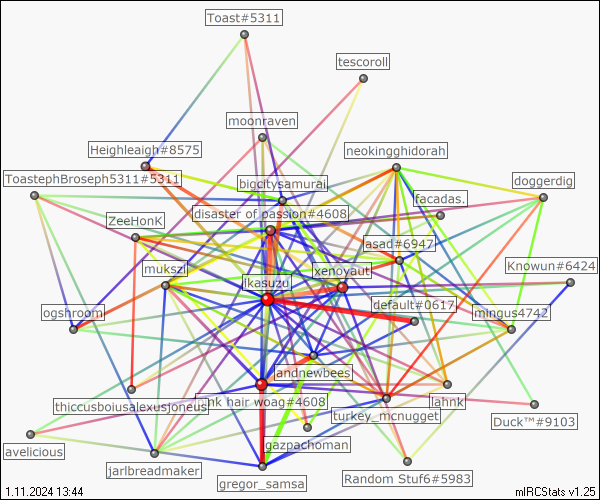 Toast#5311
tescoroll
moonraven
Heighleaigh#8575
neokingghidorah
ToastephBroseph5311#5311
bigcitysamurai
doggerdig
disaster of passion#4608
facadas.
ZeeHonK
asad#6947
mukszi
xenoyaut
Knowun#6424
ikasuzu
default#0617
ogshroom
mingus4742
andnewbees
thiccusboiusalexusjoneus
hair woag#4608
lahnk
turkey_mcnugget
Duck™#9103
gazpachoman
avelicious
jarlbreadmaker
Random Stuf6#5983
gregor_samsa
1.11.2024 13:44
mIRCStats v1.25